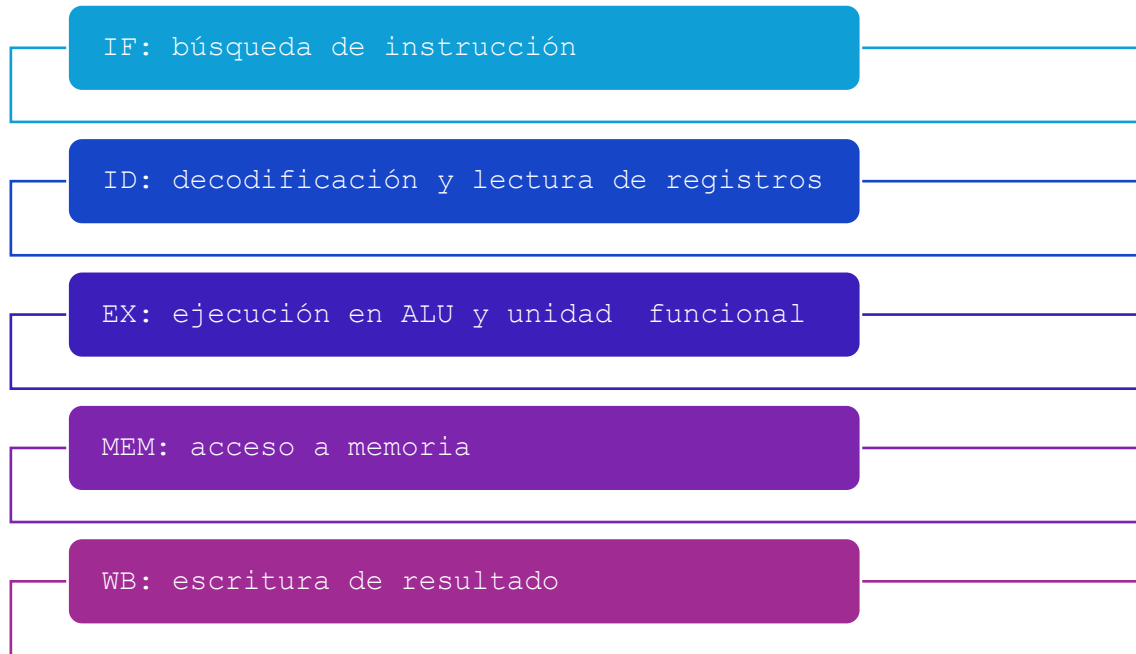 IF: búsqueda de instrucción
ID: decodificación y lectura de registros
EX: ejecución en ALU y unidad  funcional
MEM: acceso a memoria
WB: escritura de resultado